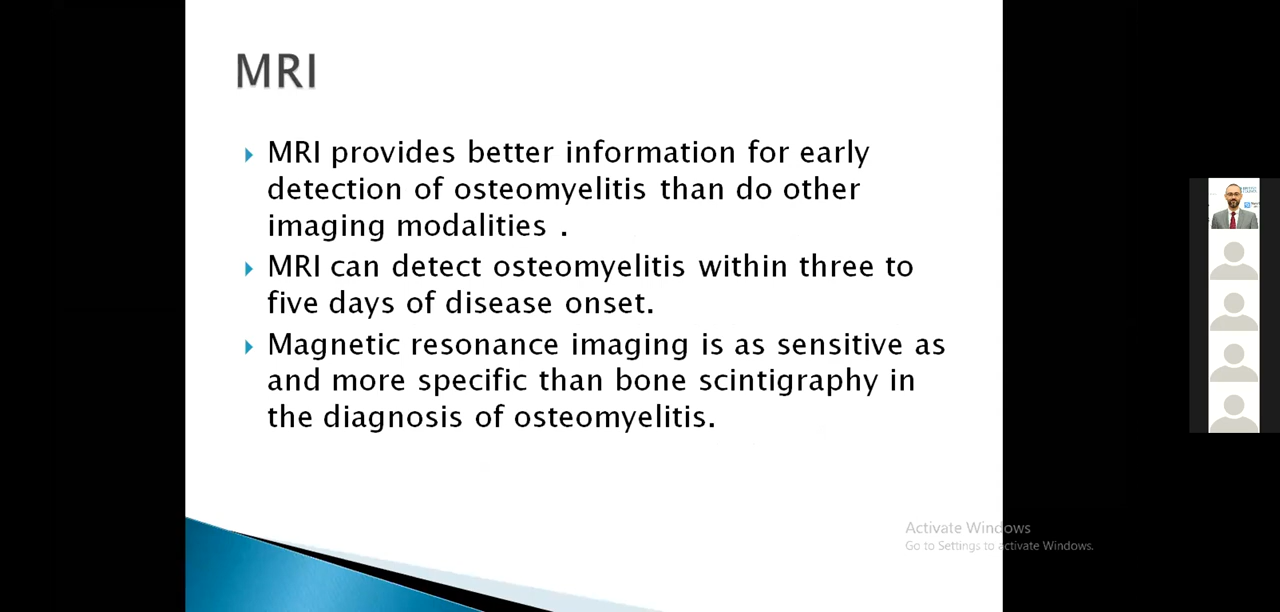 MRI
MRI provides better information for early
detection of osteomyelitis than do other
imaging modalities .
MRI can detect osteomyelitis within three to
five days of disease onset.
Magnetic resonance imaging is as sensitive as
and more specific than bone scintigraphy in
the diagnosis of osteomyelitis.
Activate Windows
Go to Settings to activate Windows.